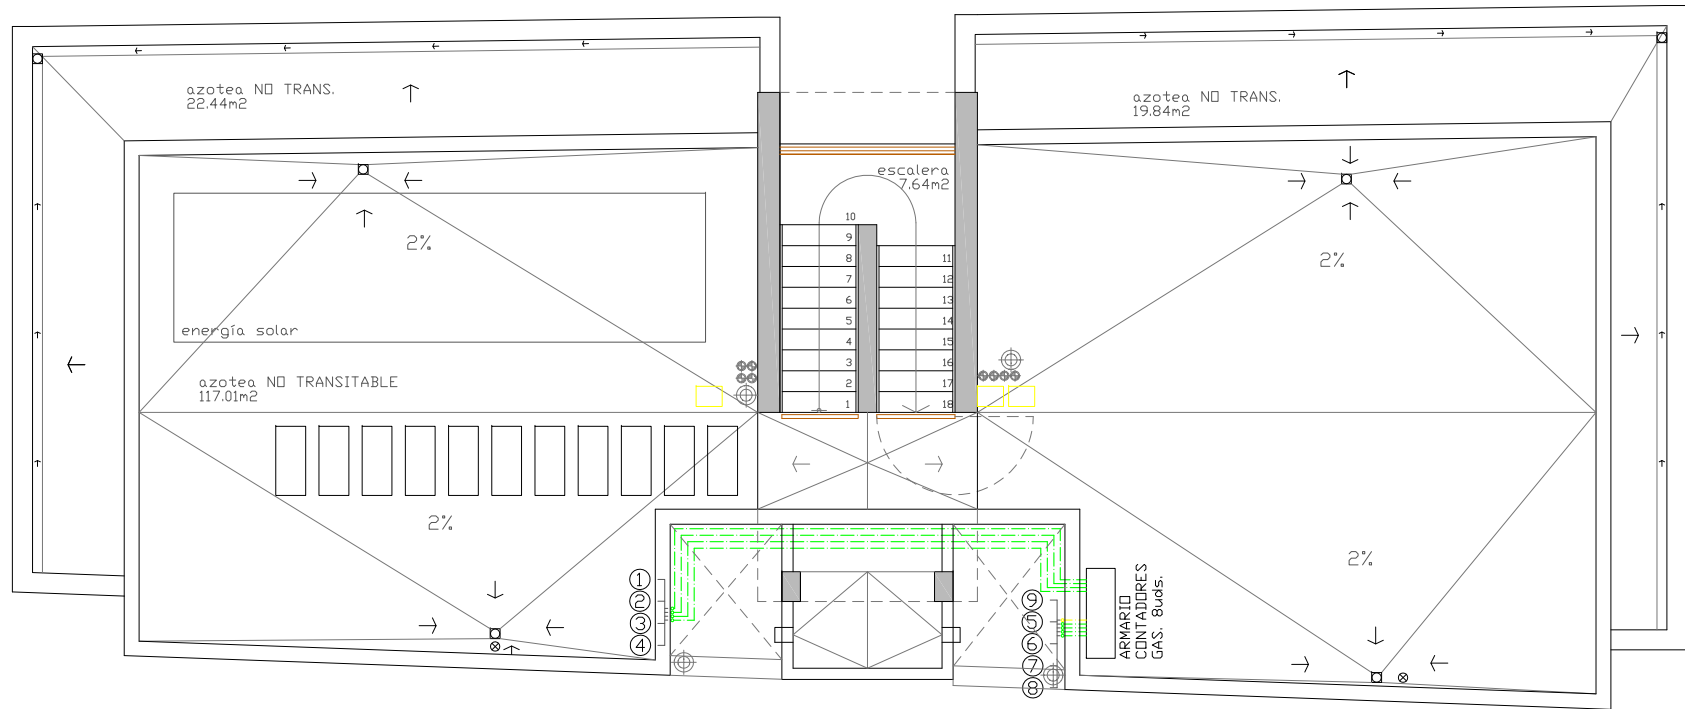 azotea NO TRANS.
22.44m2
azotea NO TRANS.
19.84m2
escalera
7.64m2
2%
2%
energía solar
azotea NO TRANSITABLE
117.01m2
10
9
8
7
6
5
4
3
2
1
11
12
13
14
15
16
17
18
2%
2%
1
2
3
4
9
5
6
7
8
ARMARIO
CONTADORES
GAS. 8uds.